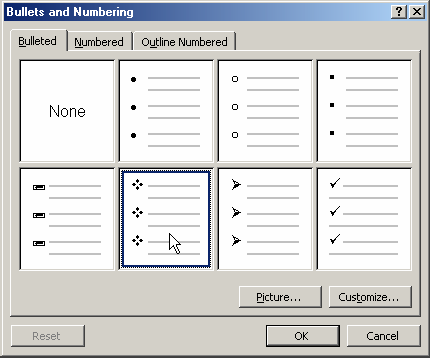 Bullets and Numbering
Bulleted Numbered Outline Numbered
None
Picture... Customize...
Reset OK Cancel